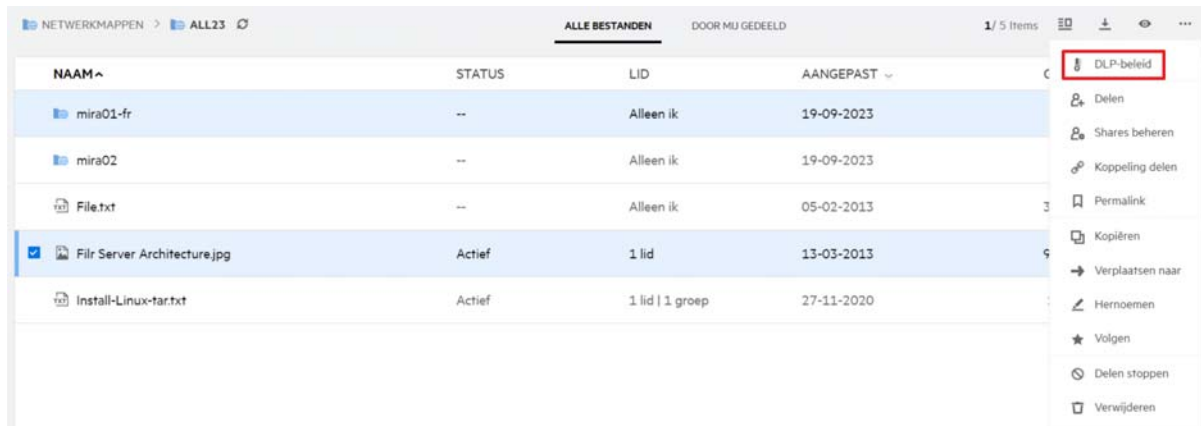 NETWERKMAPPEN > ALL23 ALLE BESTANDEN DOOR MIJ GEDEELD 1/ 5 Items ...
NAAM STATUS LID AANGEPAST
mira01-fr -- Alleen ik 19-09-2023
mira02 -- Alleen ik 19-09-2023
File.txt -- Alleen ik 05-02-2013 3
Filr Server Architecture.jpg Actief 1 lid 13-03-2013 9
Install-Linux-tar.txt Actief 1 lid | 1 groep 27-11-2020
DLP-beleid
Delen
Shares beheren
Koppeling delen
Permalink
Kopiëren
Verplaatsen naar
Hernoemen
Volgen
Delen stoppen
Verwijderen